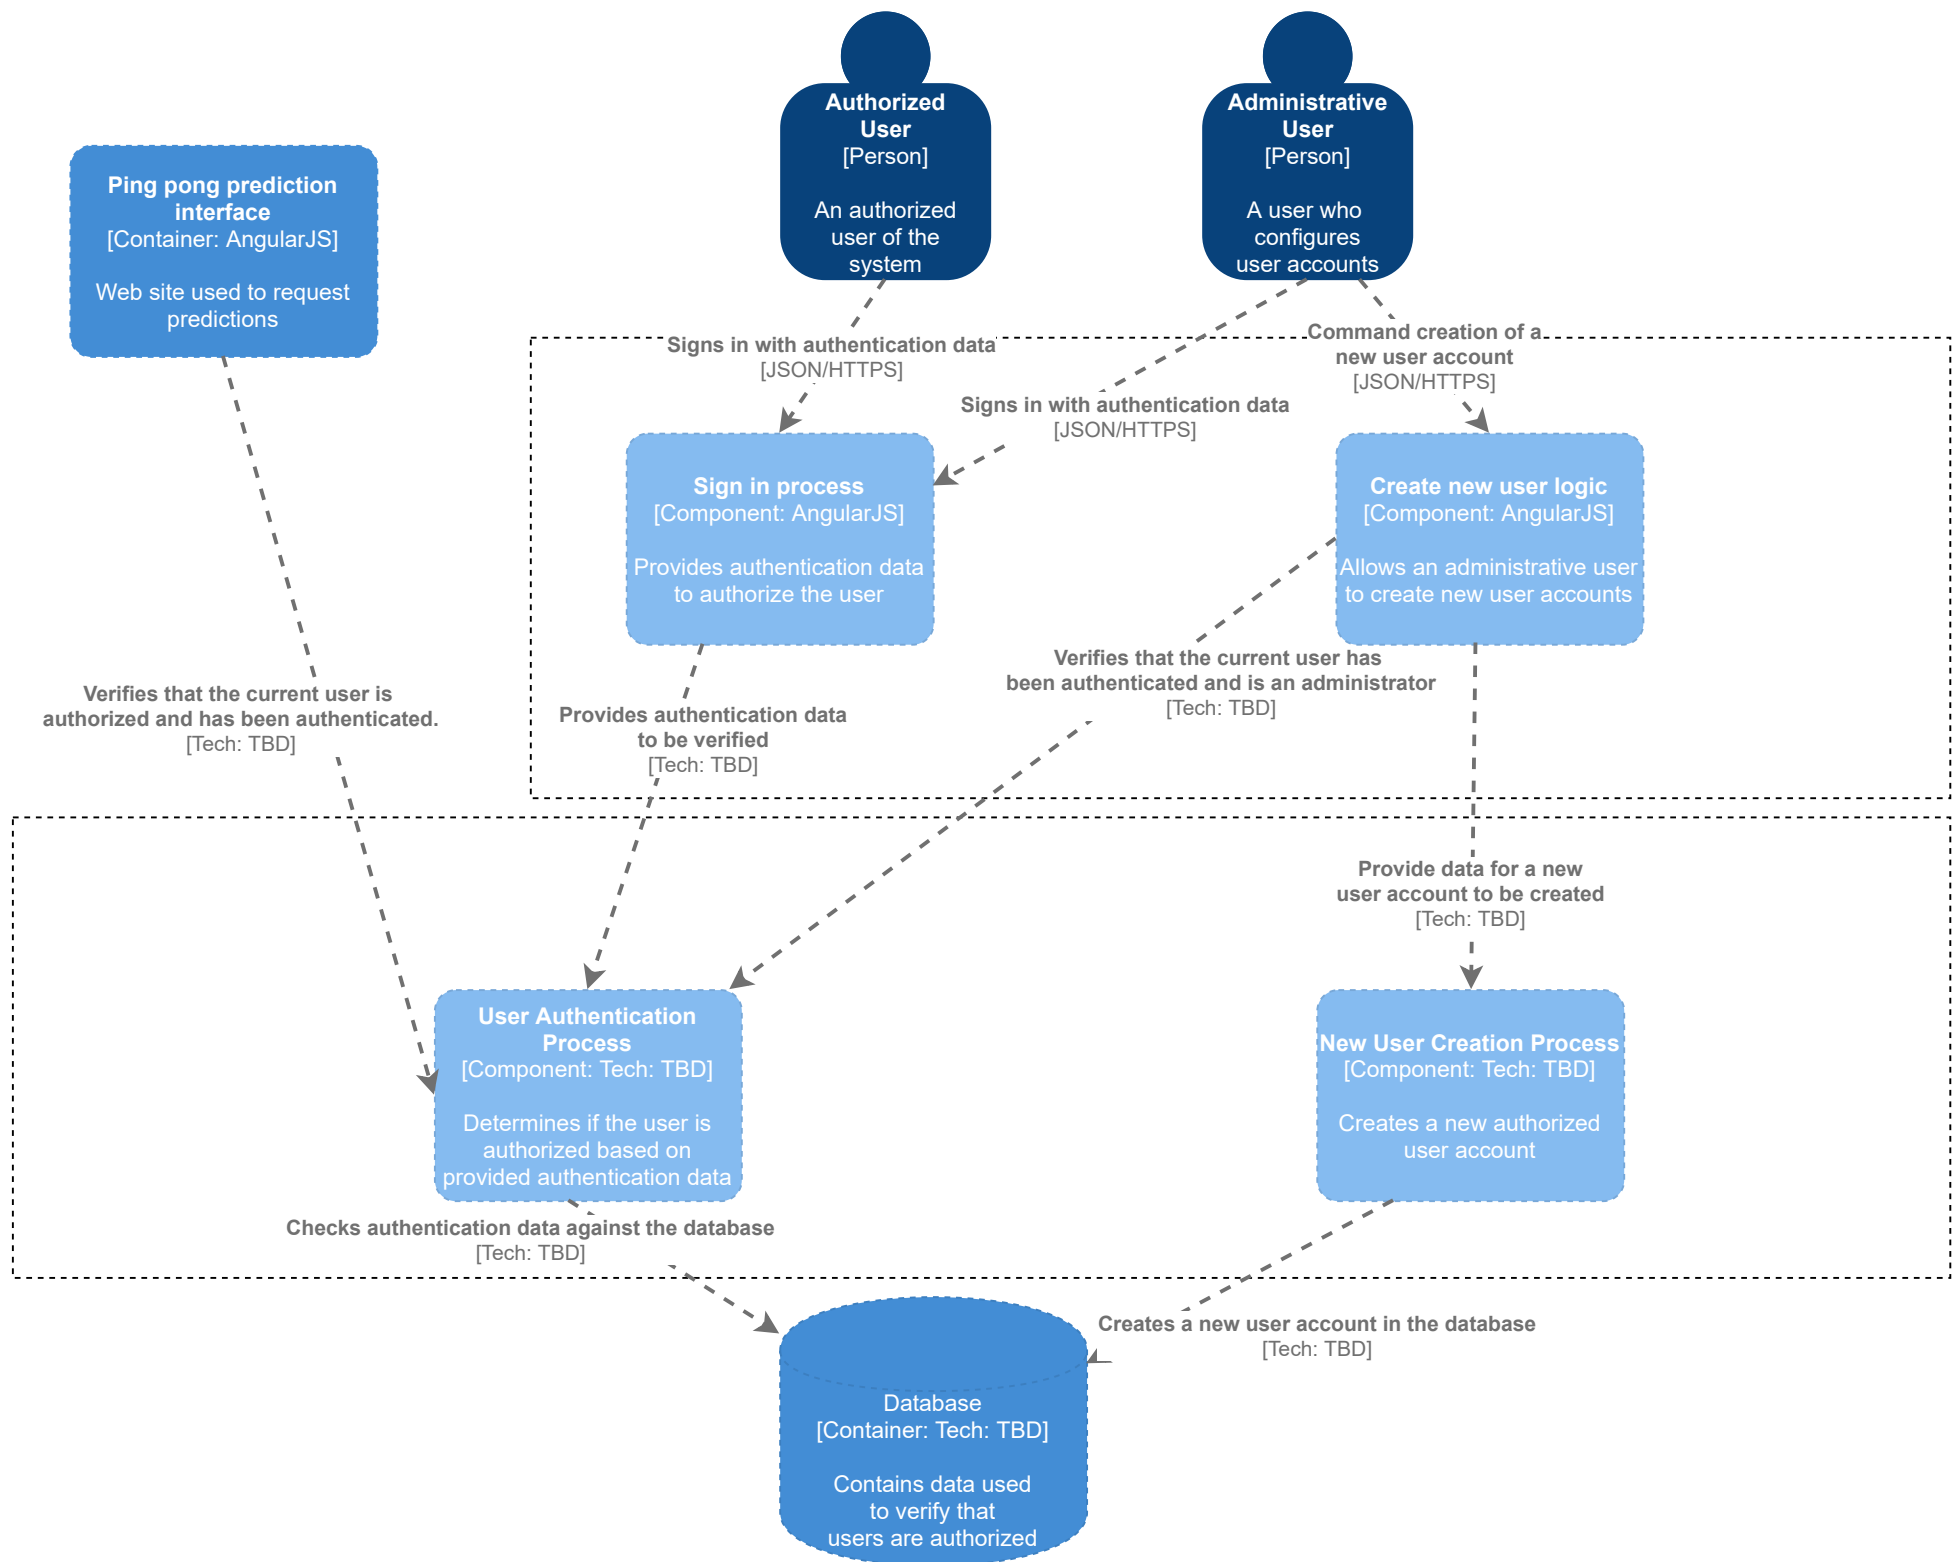 Authorized
User
[Person]
An authorized
user of the
system
Administrative
User
[Person]
A user who
configures
user accounts
Ping pong prediction
interface
[Container: AngularJS]
Web site used to request
predictions
Signs in with authentication data
[JSON/HTTPS]
Command creation of a
new user account
[JSON/HTTPS]
Signs in with authentication data
[JSON/HTTPS]
Sign in process
[Component: AngularJS]
Provides authentication data
to authorize the user
Create new user logic
[Component: AngularJS]
Allows an administrative user
to create new user accounts
Verifies that the current user is
authorized and has been authenticated.
[Tech: TBD]
Provides authentication data
to be verified
[Tech: TBD]
Verifies that the current user has
been authenticated and is an administrator
[Tech: TBD]
Provide data for a new
user account to be created
[Tech: TBD]
User Authentication
Process
[Component: Tech: TBD]
Determines if the user is
authorized based on
provided authentication data
New User Creation Process
[Component: Tech: TBD]
Creates a new authorized
user account
Checks authentication data against the database
[Tech: TBD]
Creates a new user account in the database
[Tech: TBD]
Database
[Container: Tech: TBD]
Contains data used
to verify that
users are authorized